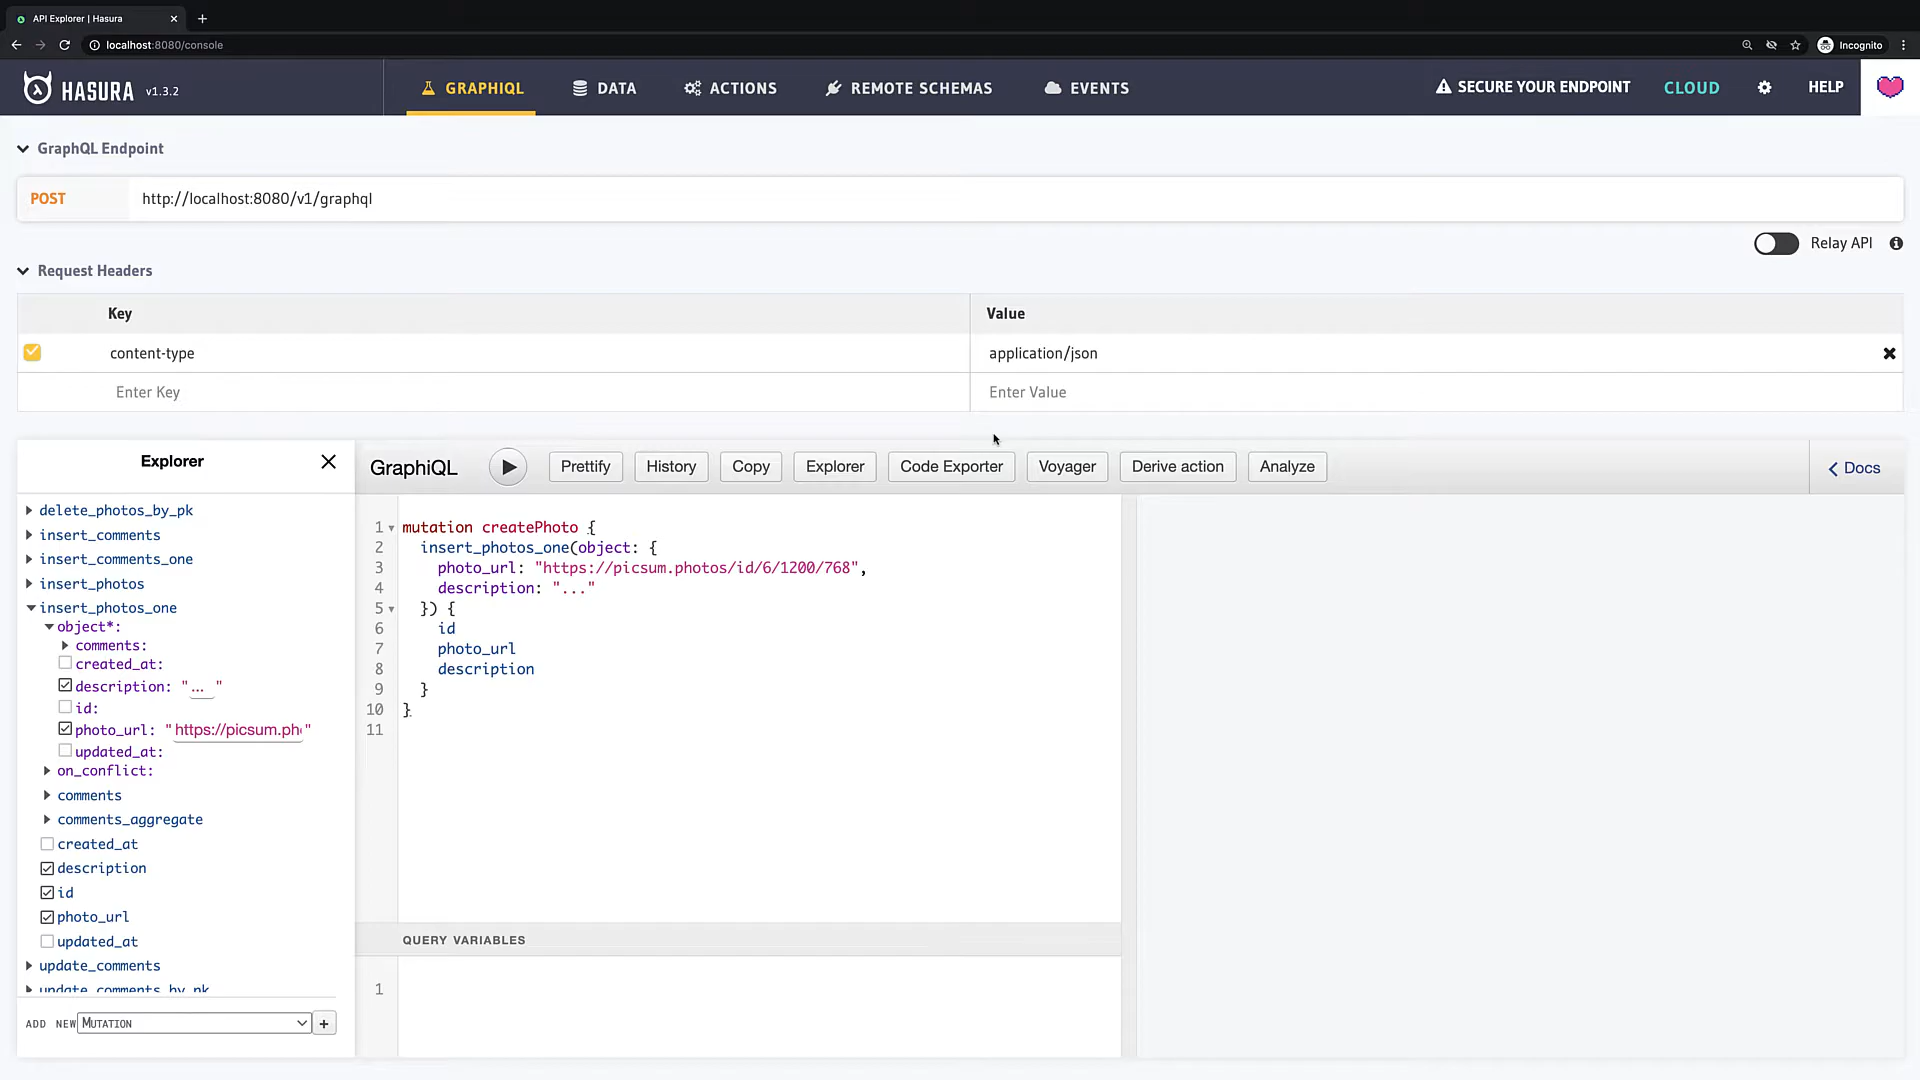 API Explorer | Hasura
localhost:8080/console
Incognito
HASURA v1.3.2
GRAPHIQL
DATA
ACTIONS
REMOTE SCHEMAS
EVENTS
SECURE YOUR ENDPOINT
CLOUD
HELP
GraphQL Endpoint
POST http://localhost:8080/v1/graphql
Relay API
Request Headers
Key Value
content-type application/json
Enter Key Enter Value
Explorer
GraphiQL
Prettify
History
Copy
Explorer
Code Exporter
Voyager
Derive action
Analyze
Docs
delete_photos_by_pk
insert_comments
insert_comments_one
insert_photos
insert_photos_one
object*:
comments:
created_at:
description: "... "
id:
photo_url: "https://picsum.ph"
updated_at:
on_conflict:
comments
comments_aggregate
created_at
description
id
photo_url
updated_at
update_comments
update_comments_by_pk
ADD NEW MUTATION +
1 mutation createPhoto {
2 insert_photos_one(object: {
3 photo_url: "https://picsum.photos/id/6/1200/768",
4 description: "..."
5 }) {
6 id
7 photo_url
8 description
9 }
10 }
11
QUERY VARIABLES
1